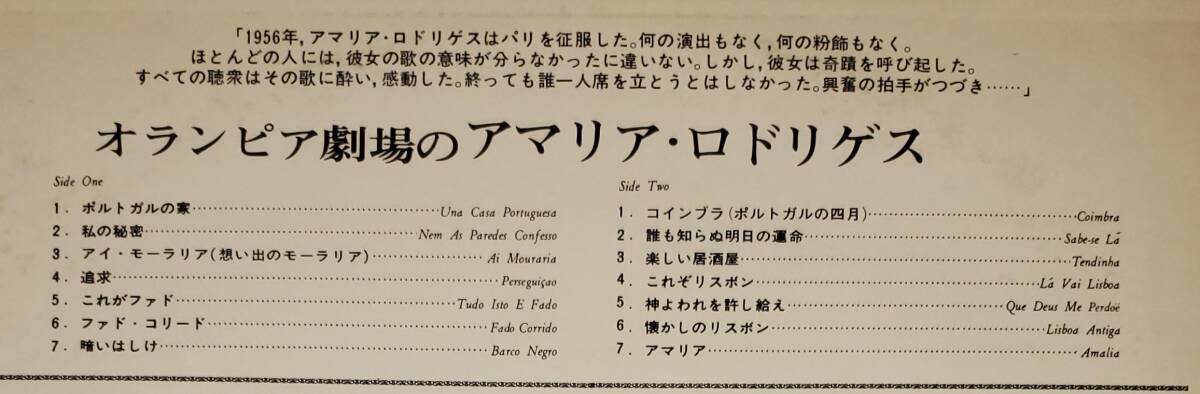 「1956年，アマリア・ロドリゲスはパリを征服した。何の演出もなく，何の粉飾もなく。
ほとんどの人には，彼女の歌の意味が分らなかったに違いない。しかし，彼女は奇蹟を呼び起した。
すべての聴衆はその歌に酔い，感動した。終っても誰一人席を立とうとはしなかった。興奮の拍手がつづき……」
オランピア劇場のアマリア・ロドリゲス
Side One
1. ポルトガルの家 Una Casa Portuguesa
2. 私の秘密 Nem As Paredes Confesso
3. アイ・モーラリア(想い出のモーラリア) Ai Mouraria
4. 追求 Perseguiçao
5. これがファド Tudo Isto E Fado
6. ファド・コリード Fado Corrido
7. 暗いはしけ Barco Negro
Side Two
1. コインブラ(ポルトガルの四月) Coimbra
2. 誰も知らぬ明日の運命 Sabe-se Lá
3. 楽しい居酒屋 Tendinha
4. これぞリスボン Lá Vai Lisboa
5. 神よわれを許し給え Que Deus Me Perdoë
6. 懐かしのリスボン Lisboa Antiga
7. アマリア Amalia